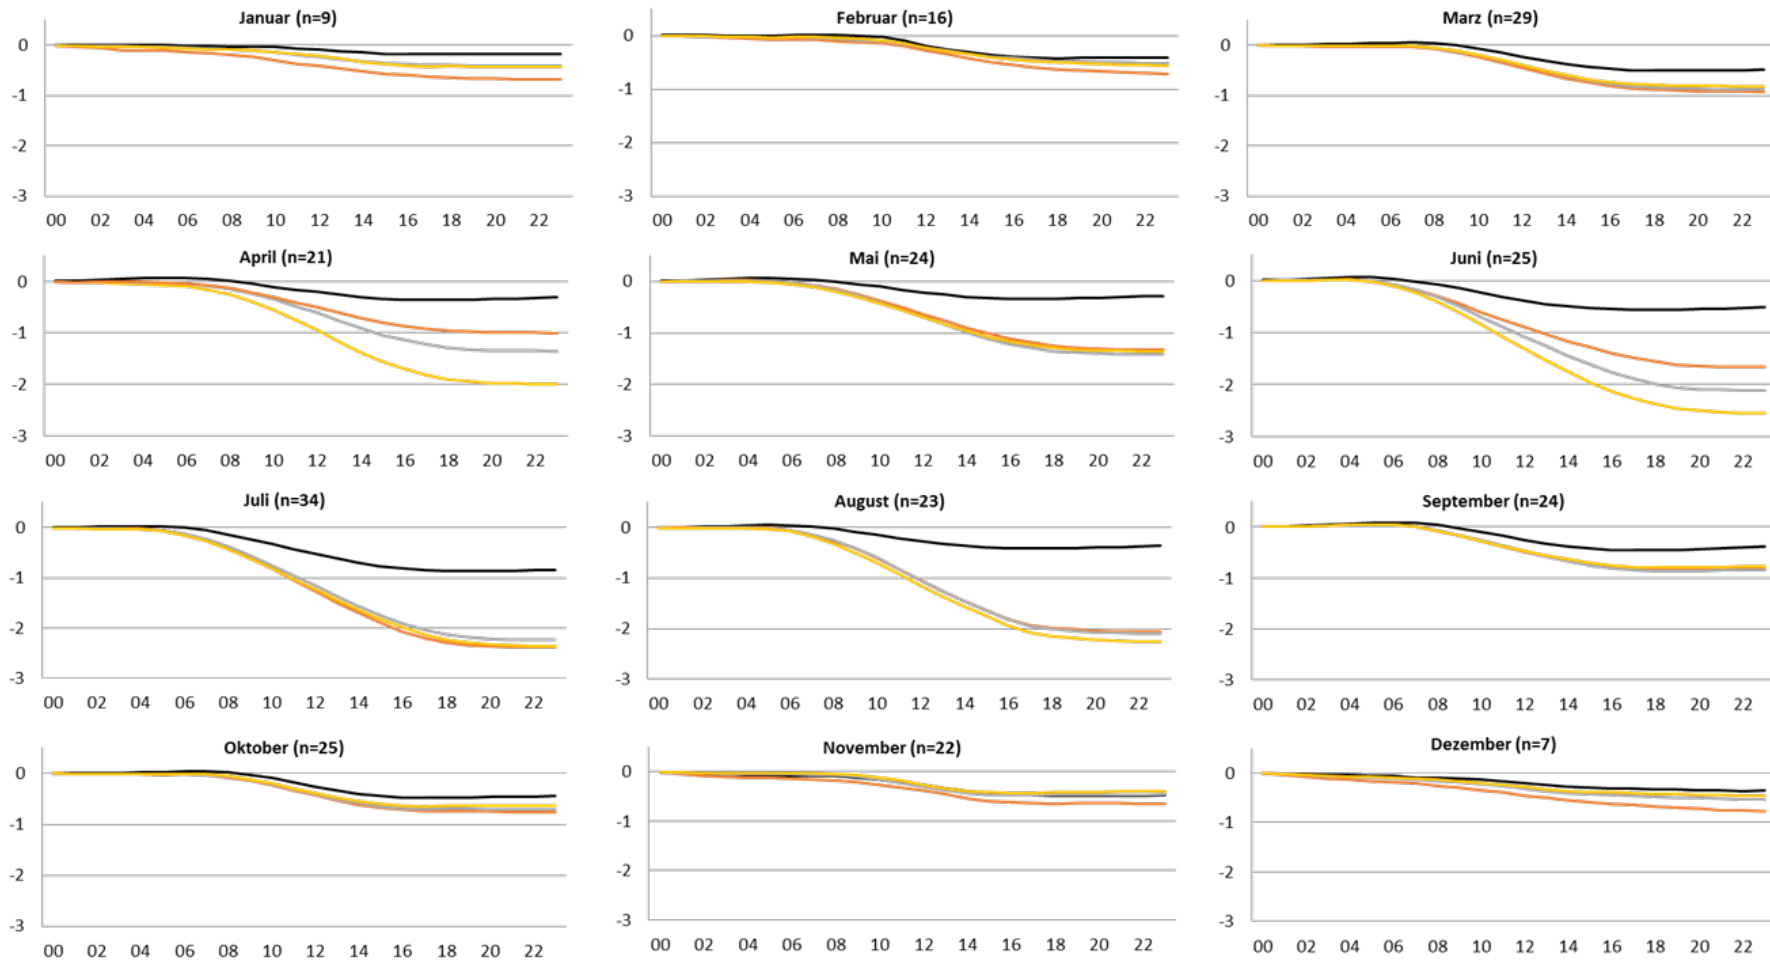 Januar (n=9)
0
-1
-2
-3
00 02 04 06 08 10 12 14 16 18 20 22
Februar (n=16)
0
-1
-2
-3
00 02 04 06 08 10 12 14 16 18 20 22
Marz (n=29)
0
-1
-2
-3
00 02 04 06 08 10 12 14 16 18 20 22
April (n=21)
0
-1
-2
-3
00 02 04 06 08 10 12 14 16 18 20 22
Mai (n=24)
0
-1
-2
-3
00 02 04 06 08 10 12 14 16 18 20 22
Juni (n=25)
0
-1
-2
-3
00 02 04 06 08 10 12 14 16 18 20 22
Juli (n=34)
0
-1
-2
-3
00 02 04 06 08 10 12 14 16 18 20 22
August (n=23)
0
-1
-2
-3
00 02 04 06 08 10 12 14 16 18 20 22
September (n=24)
0
-1
-2
-3
00 02 04 06 08 10 12 14 16 18 20 22
Oktober (n=25)
0
-1
-2
-3
00 02 04 06 08 10 12 14 16 18 20 22
November (n=22)
0
-1
-2
-3
00 02 04 06 08 10 12 14 16 18 20 22
Dezember (n=7)
0
-1
-2
-3
00 02 04 06 08 10 12 14 16 18 20 22